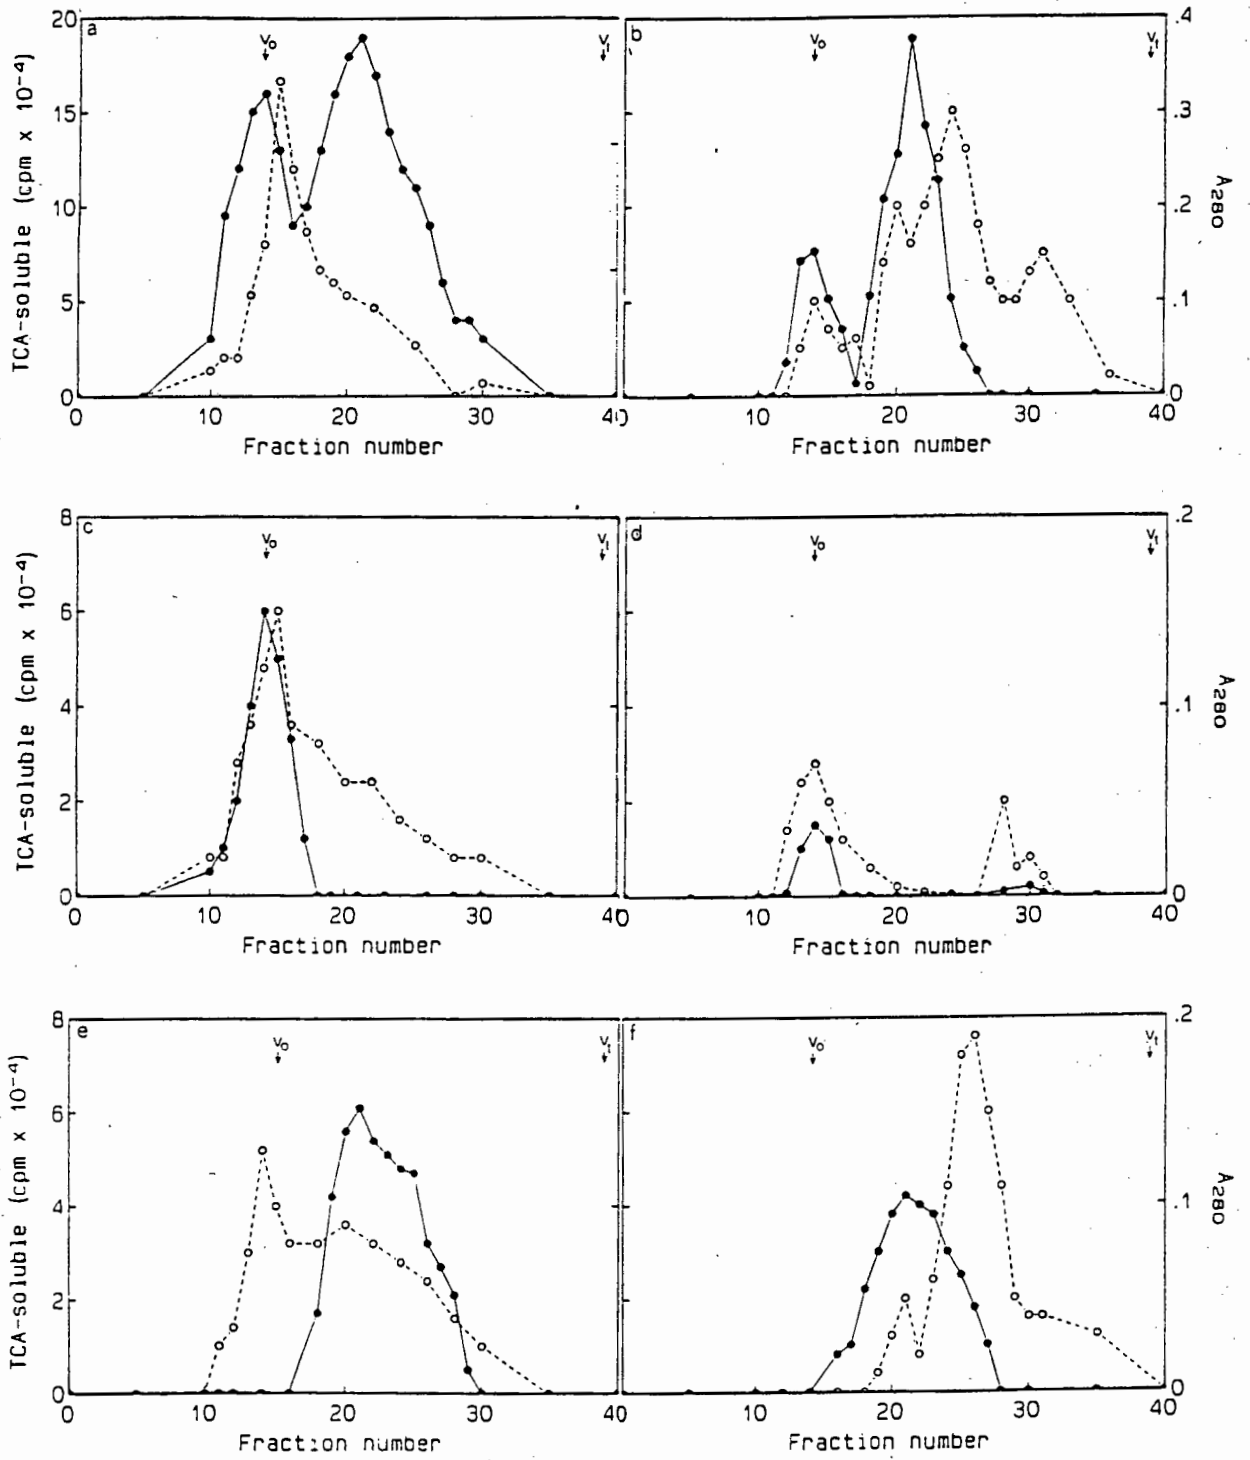 a
b
V₀
Vₜ
V₀
Vₜ
TCA-soluble (cpm x 10⁻⁴)
20
15
10
5
0
.4
.3
.2
.1
0
A₂₈₀
0 10 20 30 40
0 10 20 30 40
Fraction number
Fraction number
c
d
V₀
Vₜ
V₀
Vₜ
TCA-soluble (cpm x 10⁻⁴)
8
6
4
2
0
.2
.1
0
A₂₈₀
0 10 20 30 40
0 10 20 30 40
Fraction number
Fraction number
e
f
V₀
Vₜ
V₀
Vₜ
TCA-soluble (cpm x 10⁻⁴)
8
6
4
2
0
.2
.1
0
A₂₈₀
0 10 20 30 40
10 20 30 40
Fraction number
Fraction number